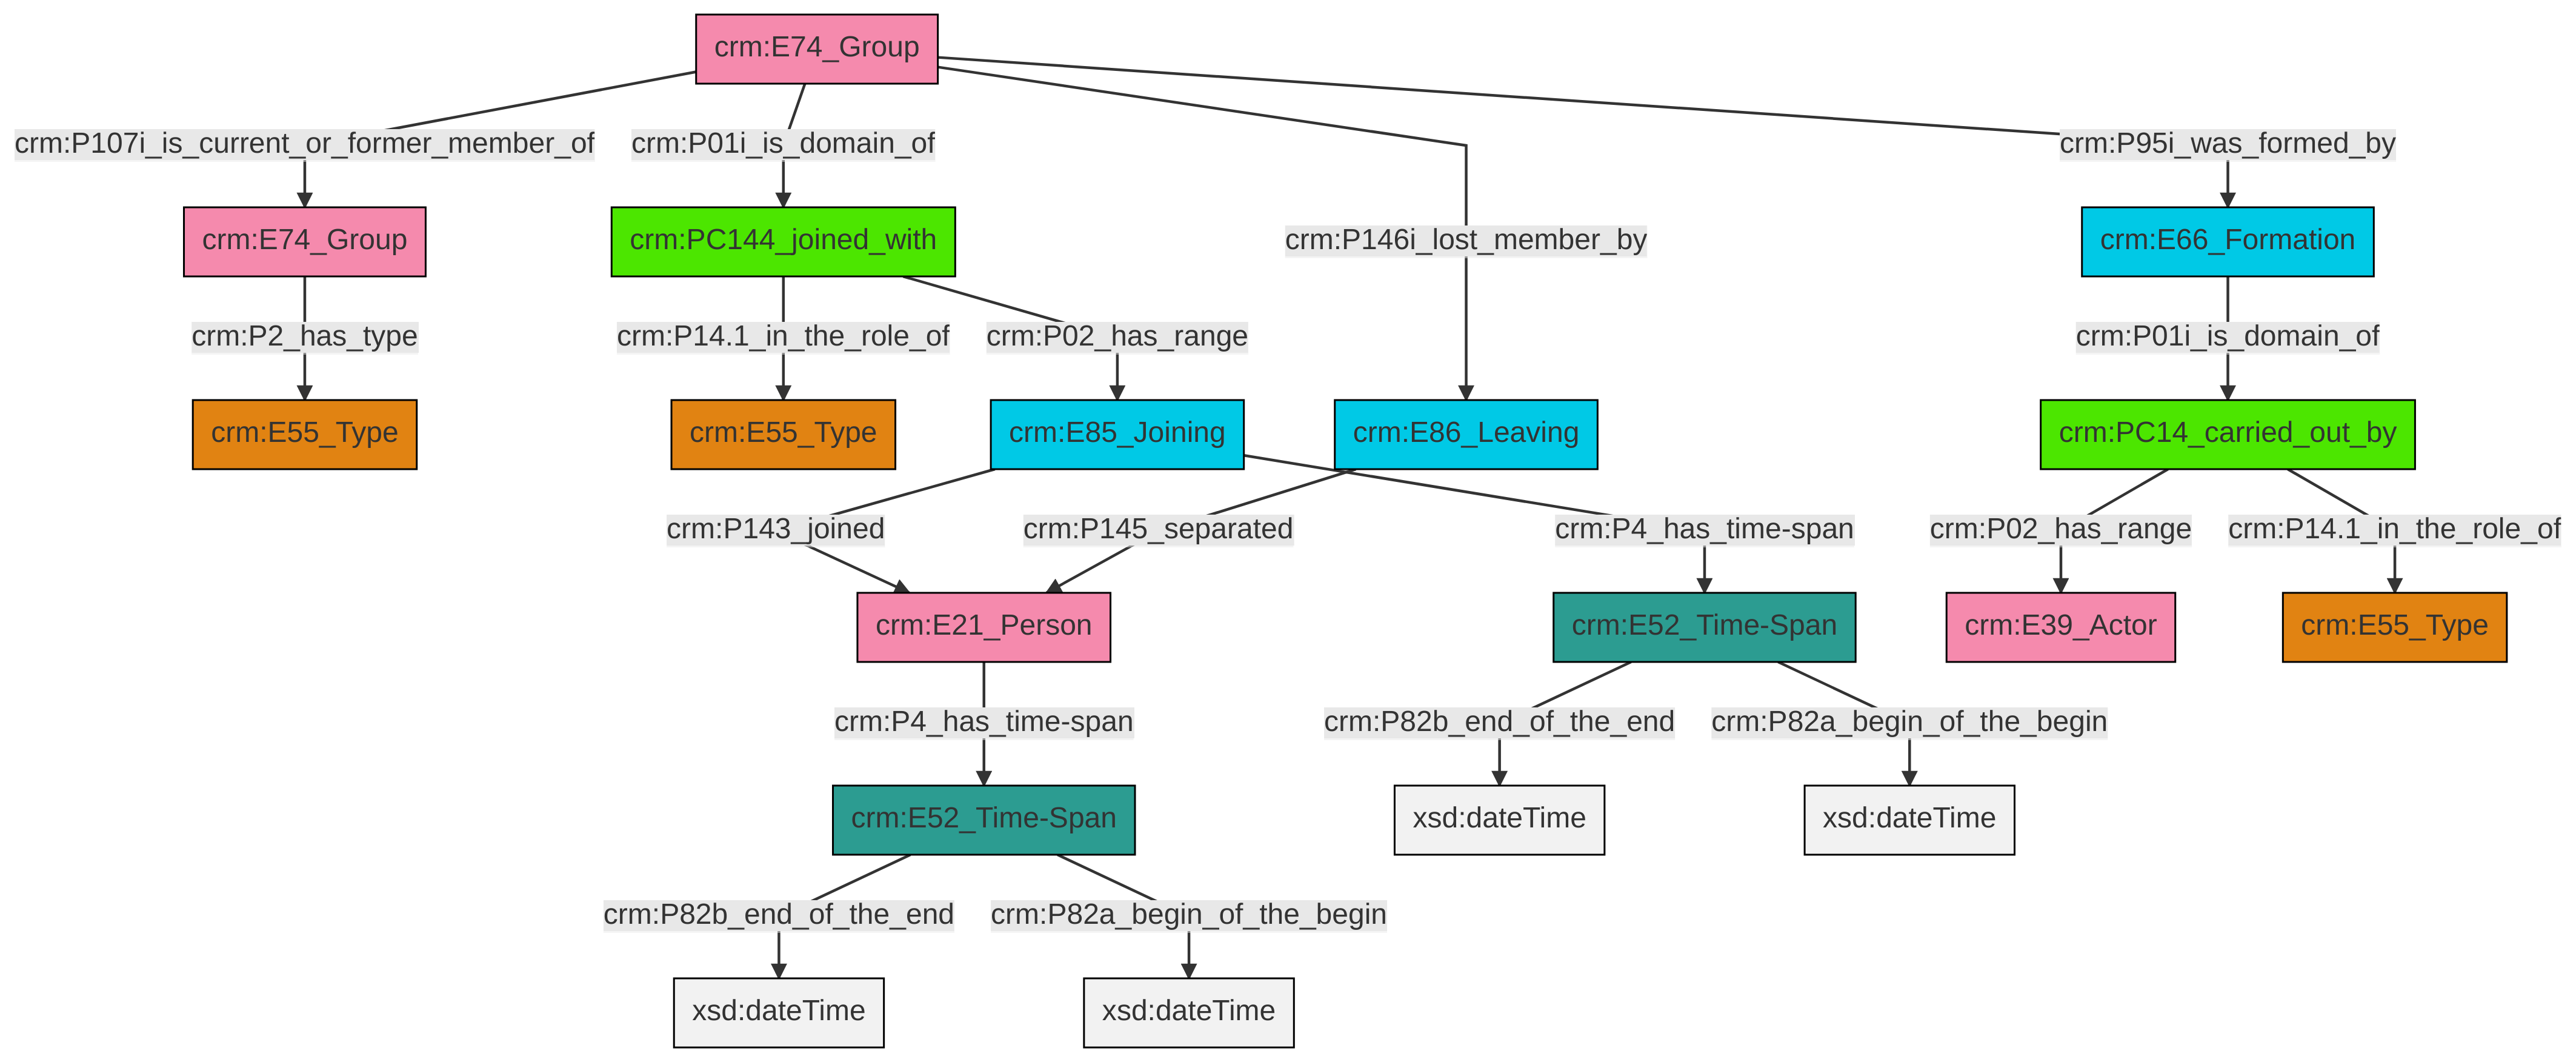 crm:E74_Group
crm:P107i_is_current_or_former_member_of
crm:P01i_is_domain_of
crm:P95i_was_formed_by
crm:E74_Group
crm:PC144_joined_with
crm:P146i_lost_member_by
crm:E66_Formation
crm:P2_has_type
crm:P14.1_in_the_role_of
crm:P02_has_range
crm:P01i_is_domain_of
crm:E55_Type
crm:E55_Type
crm:E85_Joining
crm:E86_Leaving
crm:PC14_carried_out_by
crm:P143_joined
crm:P145_separated
crm:P4_has_time-span
crm:P02_has_range
crm:P14.1_in_the_role_of
crm:E21_Person
crm:E52_Time-Span
crm:E39_Actor
crm:E55_Type
crm:P4_has_time-span
crm:P82b_end_of_the_end
crm:P82a_begin_of_the_begin
crm:E52_Time-Span
xsd:dateTime
xsd:dateTime
crm:P82b_end_of_the_end
crm:P82a_begin_of_the_begin
xsd:dateTime
xsd:dateTime